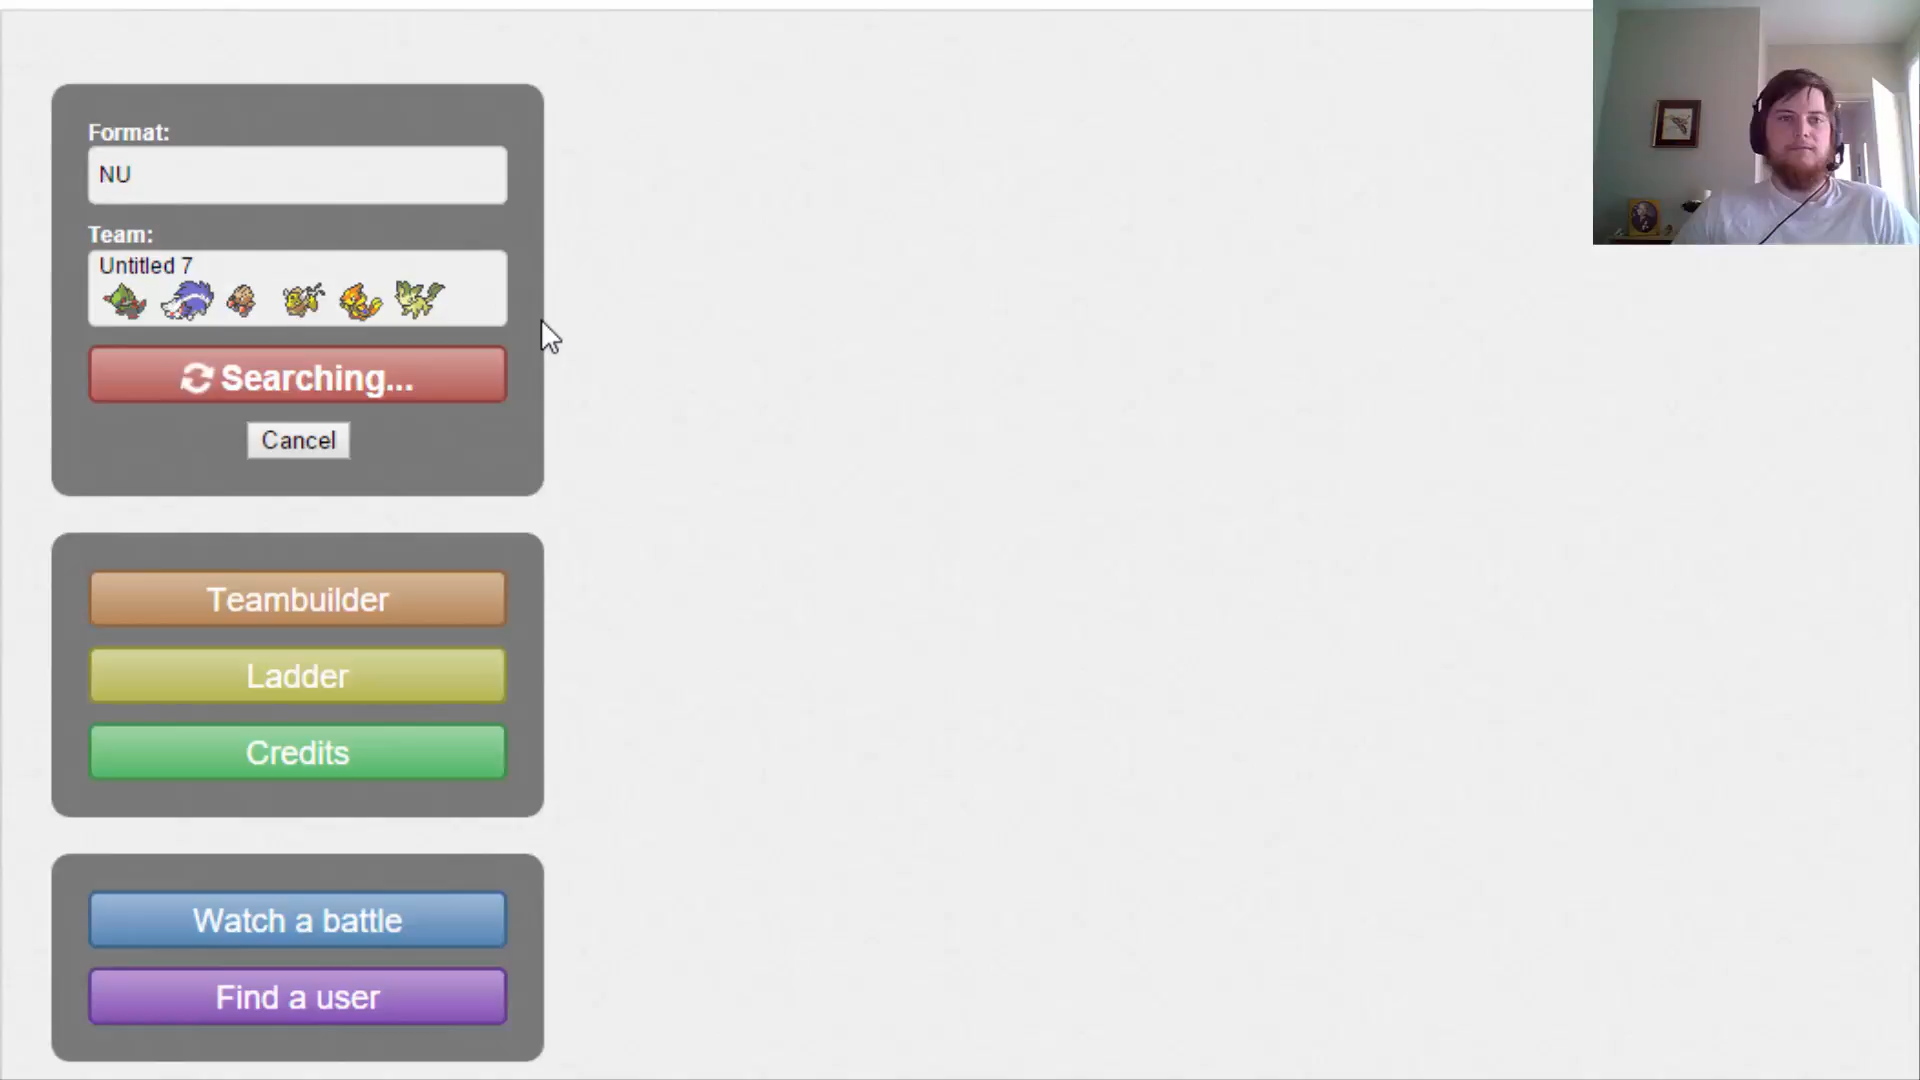 Format:
NU
Team:
Untitled 7
Searching...
Cancel
Teambuilder
Ladder
Credits
Watch a battle
Find a user